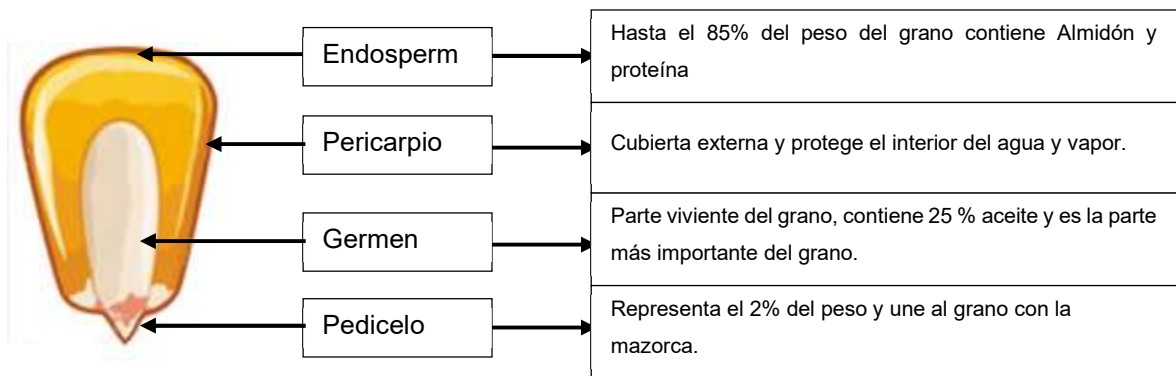 Endosperm
Hasta el 85% del peso del grano contiene Almidón y
proteína
Pericarpio
Cubierta externa y protege el interior del agua y vapor.
Germen
Parte viviente del grano, contiene 25 % aceite y es la parte
más importante del grano.
Pedicelo
Representa el 2% del peso y une al grano con la
mazorca.